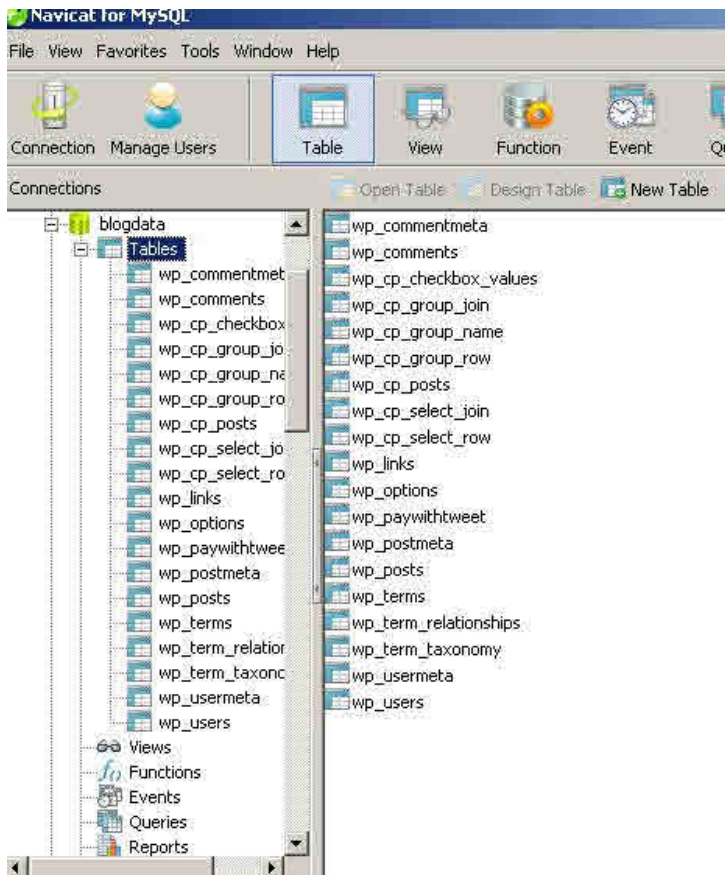 Navicat for MySQL
File View Favorites Tools Window Help
Connection Manage Users Table View Function Event
Connections Open Table Design Table New Table
blogdata
Tables
wp_commentmet
wp_comments
wp_cp_checkbox
wp_cp_group_jo
wp_cp_group_na
wp_cp_group_ro
wp_cp_posts
wp_cp_select_jo
wp_cp_select_ro
wp_links
wp_options
wp_paywithtwee
wp_postmeta
wp_posts
wp_terms
wp_term_relation
wp_term_taxonc
wp_usermeta
wp_users
Views
Functions
Events
Queries
Reports
wp_commentmeta
wp_comments
wp_cp_checkbox_values
wp_cp_group_join
wp_cp_group_name
wp_cp_group_row
wp_cp_posts
wp_cp_select_join
wp_cp_select_row
wp_links
wp_options
wp_paywithtweet
wp_postmeta
wp_posts
wp_terms
wp_term_relationships
wp_term_taxonomy
wp_usermeta
wp_users